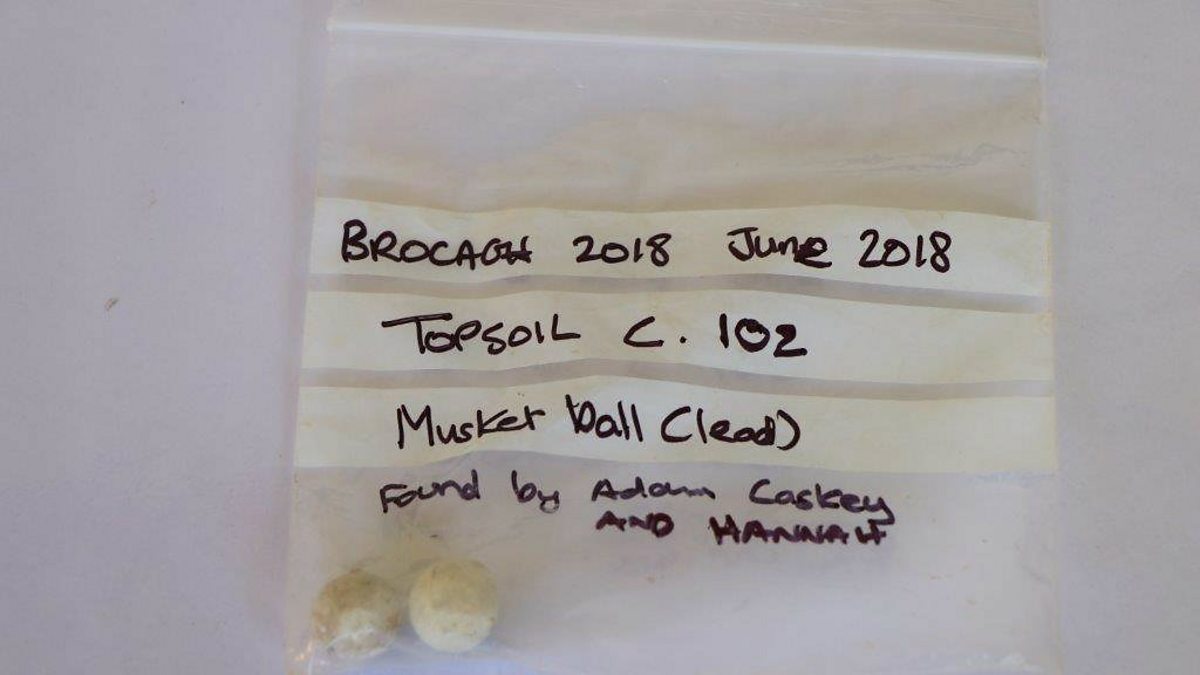 BROCAGH 2018 June 2018
TOPSOIL C. 102
Musket ball (lead)
Found by Adam Caskey
AND HANNAH